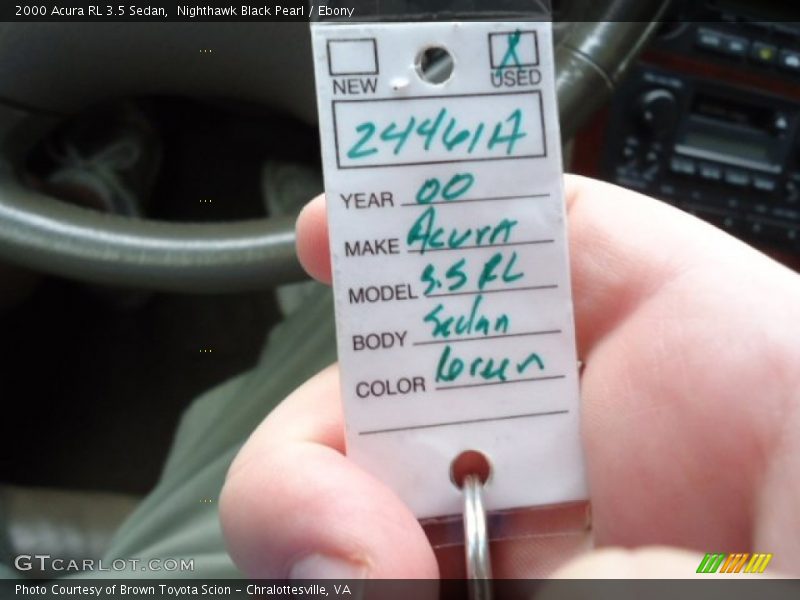 2000 Acura RL 3.5 Sedan,  Nighthawk Black Pearl / Ebony
NEW X USED
24461A
YEAR 00
MAKE Acura
MODEL 3.5 RL
BODY Sedan
COLOR Green
GTCARLOT.COM
Photo Courtesy of Brown Toyota Scion - Chralottesville, VA